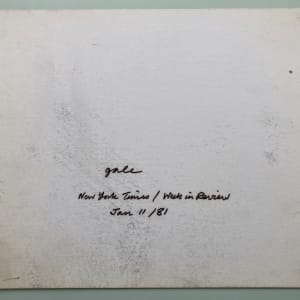 gale
New York Times / Week in Review
Jan 11 / 81